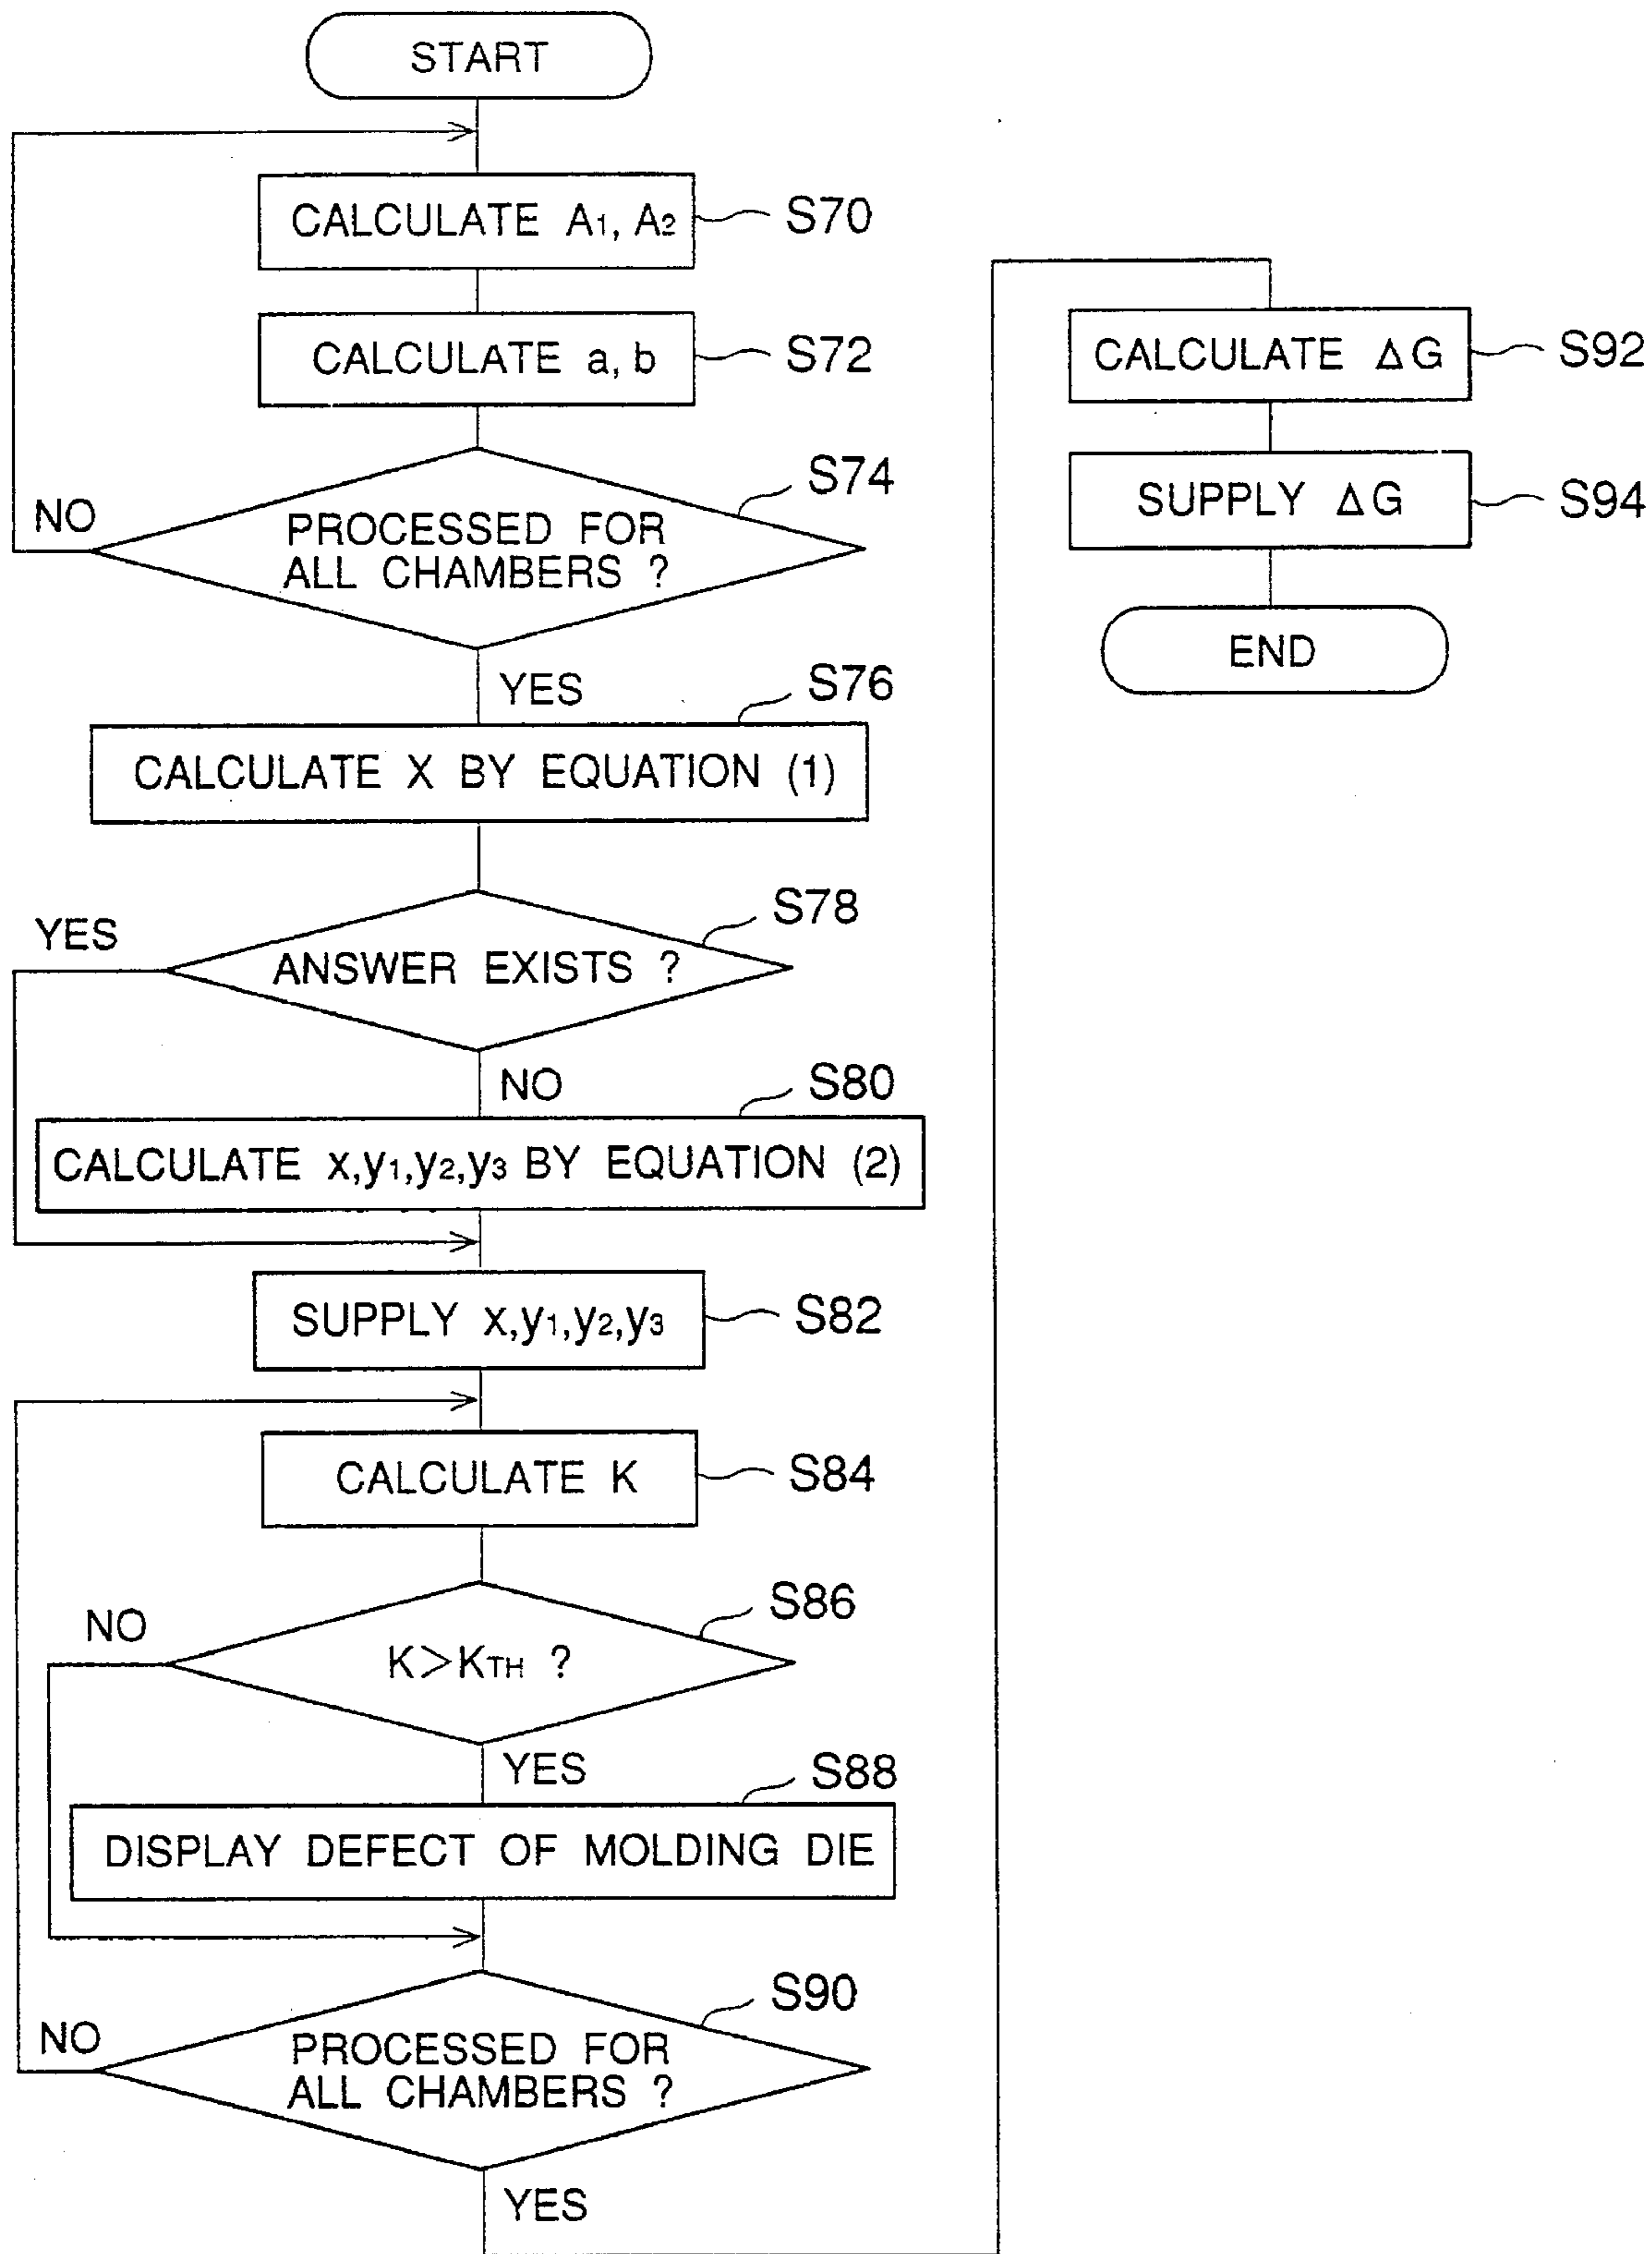 START
CALCULATE A1, A2
S70
CALCULATE a, b
S72
S74
NO
PROCESSED FOR
ALL CHAMBERS ?
YES
S76
CALCULATE X BY EQUATION (1)
S78
YES
ANSWER EXISTS ?
NO
S80
CALCULATE x,y1,y2,y3 BY EQUATION (2)
SUPPLY x,y1,y2,y3
S82
CALCULATE K
S84
S86
NO
K>KTH ?
YES
S88
DISPLAY DEFECT OF MOLDING DIE
S90
NO
PROCESSED FOR
ALL CHAMBERS ?
YES
CALCULATE ΔG
S92
SUPPLY ΔG
S94
END